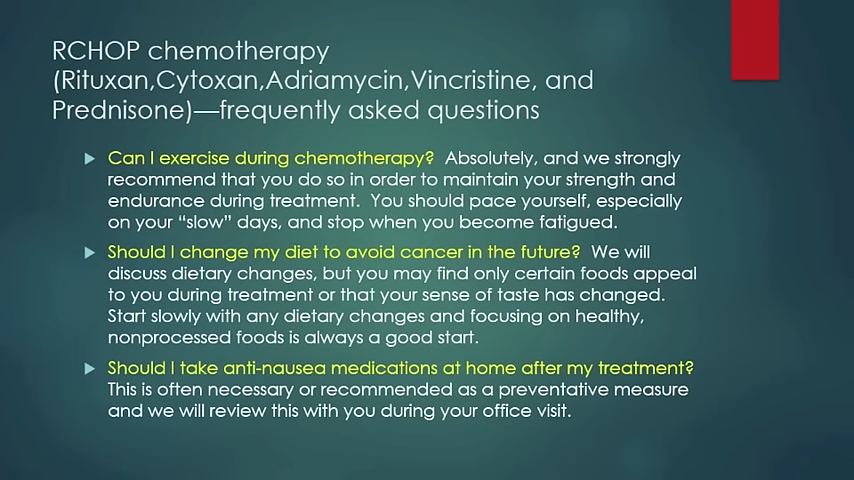 RCHOP chemotherapy
(Rituxan,Cytoxan,Adriamycin,Vincristine, and
Prednisone)—frequently asked questions
Can I exercise during chemotherapy? Absolutely, and we strongly
recommend that you do so in order to maintain your strength and
endurance during treatment. You should pace yourself, especially
on your “slow” days, and stop when you become fatigued.
Should I change my diet to avoid cancer in the future? We will
discuss dietary changes, but you may find only certain foods appeal
to you during treatment or that your sense of taste has changed.
Start slowly with any dietary changes and focusing on healthy,
nonprocessed foods is always a good start.
Should I take anti-nausea medications at home after my treatment?
This is often necessary or recommended as a preventative measure
and we will review this with you during your office visit.